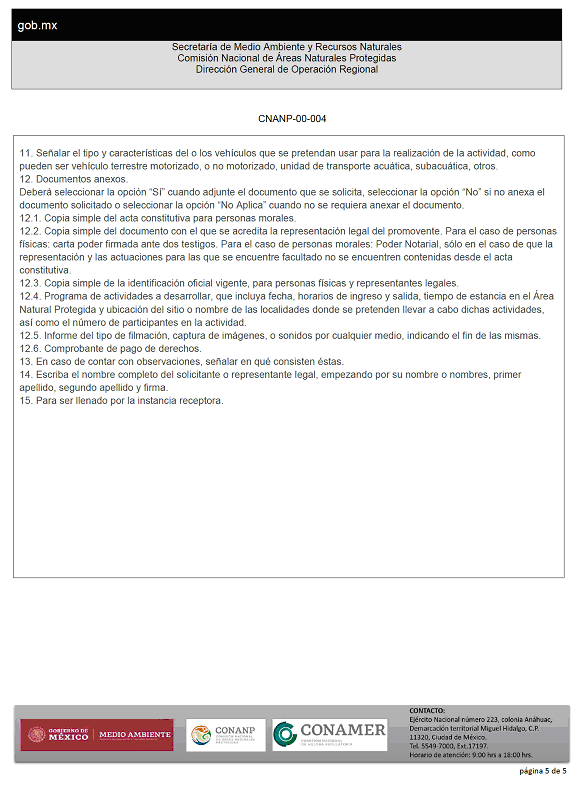 gob.mx
Secretaría de Medio Ambiente y Recursos Naturales
Comisión Nacional de Áreas Naturales Protegidas
Dirección General de Operación Regional
CNANP-00-004
11. Señalar el tipo y características del o los vehículos que se pretendan usar para la realización de la actividad, como
pueden ser vehículo terrestre motorizado, o no motorizado, unidad de transporte acuática, subacuática, otros.
12. Documentos anexos.
Deberá seleccionar la opción “Sí” cuando adjunte el documento que se solicita, seleccionar la opción “No” si no anexa el
documento solicitado o seleccionar la opción “No Aplica” cuando no se requiera anexar el documento.
12.1. Copia simple del acta constitutiva para personas morales.
12.2. Copia simple del documento con el que se acredita la representación legal del promovente. Para el caso de personas
físicas: carta poder firmada ante dos testigos. Para el caso de personas morales: Poder Notarial, sólo en el caso de que la
representación y las actuaciones para las que se encuentre facultado no se encuentren contenidas desde el acta
constitutiva.
12.3. Copia simple de la identificación oficial vigente, para personas físicas y representantes legales.
12.4. Programa de actividades a desarrollar, que incluya fecha, horarios de ingreso y salida, tiempo de estancia en el Área
Natural Protegida y ubicación del sitio o nombre de las localidades donde se pretenden llevar a cabo dichas actividades,
así como el número de participantes en la actividad.
12.5. Informe del tipo de filmación, captura de imágenes, o sonidos por cualquier medio, indicando el fin de las mismas.
12.6. Comprobante de pago de derechos.
13. En caso de contar con observaciones, señalar en qué consisten éstas.
14. Escriba el nombre completo del solicitante o representante legal, empezando por su nombre o nombres, primer
apellido, segundo apellido y firma.
15. Para ser llenado por la instancia receptora.
GOBIERNO DE
MÉXICO
MEDIO AMBIENTE
CONANP
COMISIÓN NACIONAL
DE ÁREAS NATURALES
PROTEGIDAS
CONAMER
COMISIÓN NACIONAL
DE MEJORA REGULATORIA
CONTACTO:
Ejército Nacional número 223, colonia Anáhuac,
Demarcación territorial Miguel Hidalgo, C.P.
11320, Ciudad de México.
Tel. 5549-7000, Ext.17197.
Horario de atención: 9:00 hrs a 18:00 hrs.
página 5 de 5